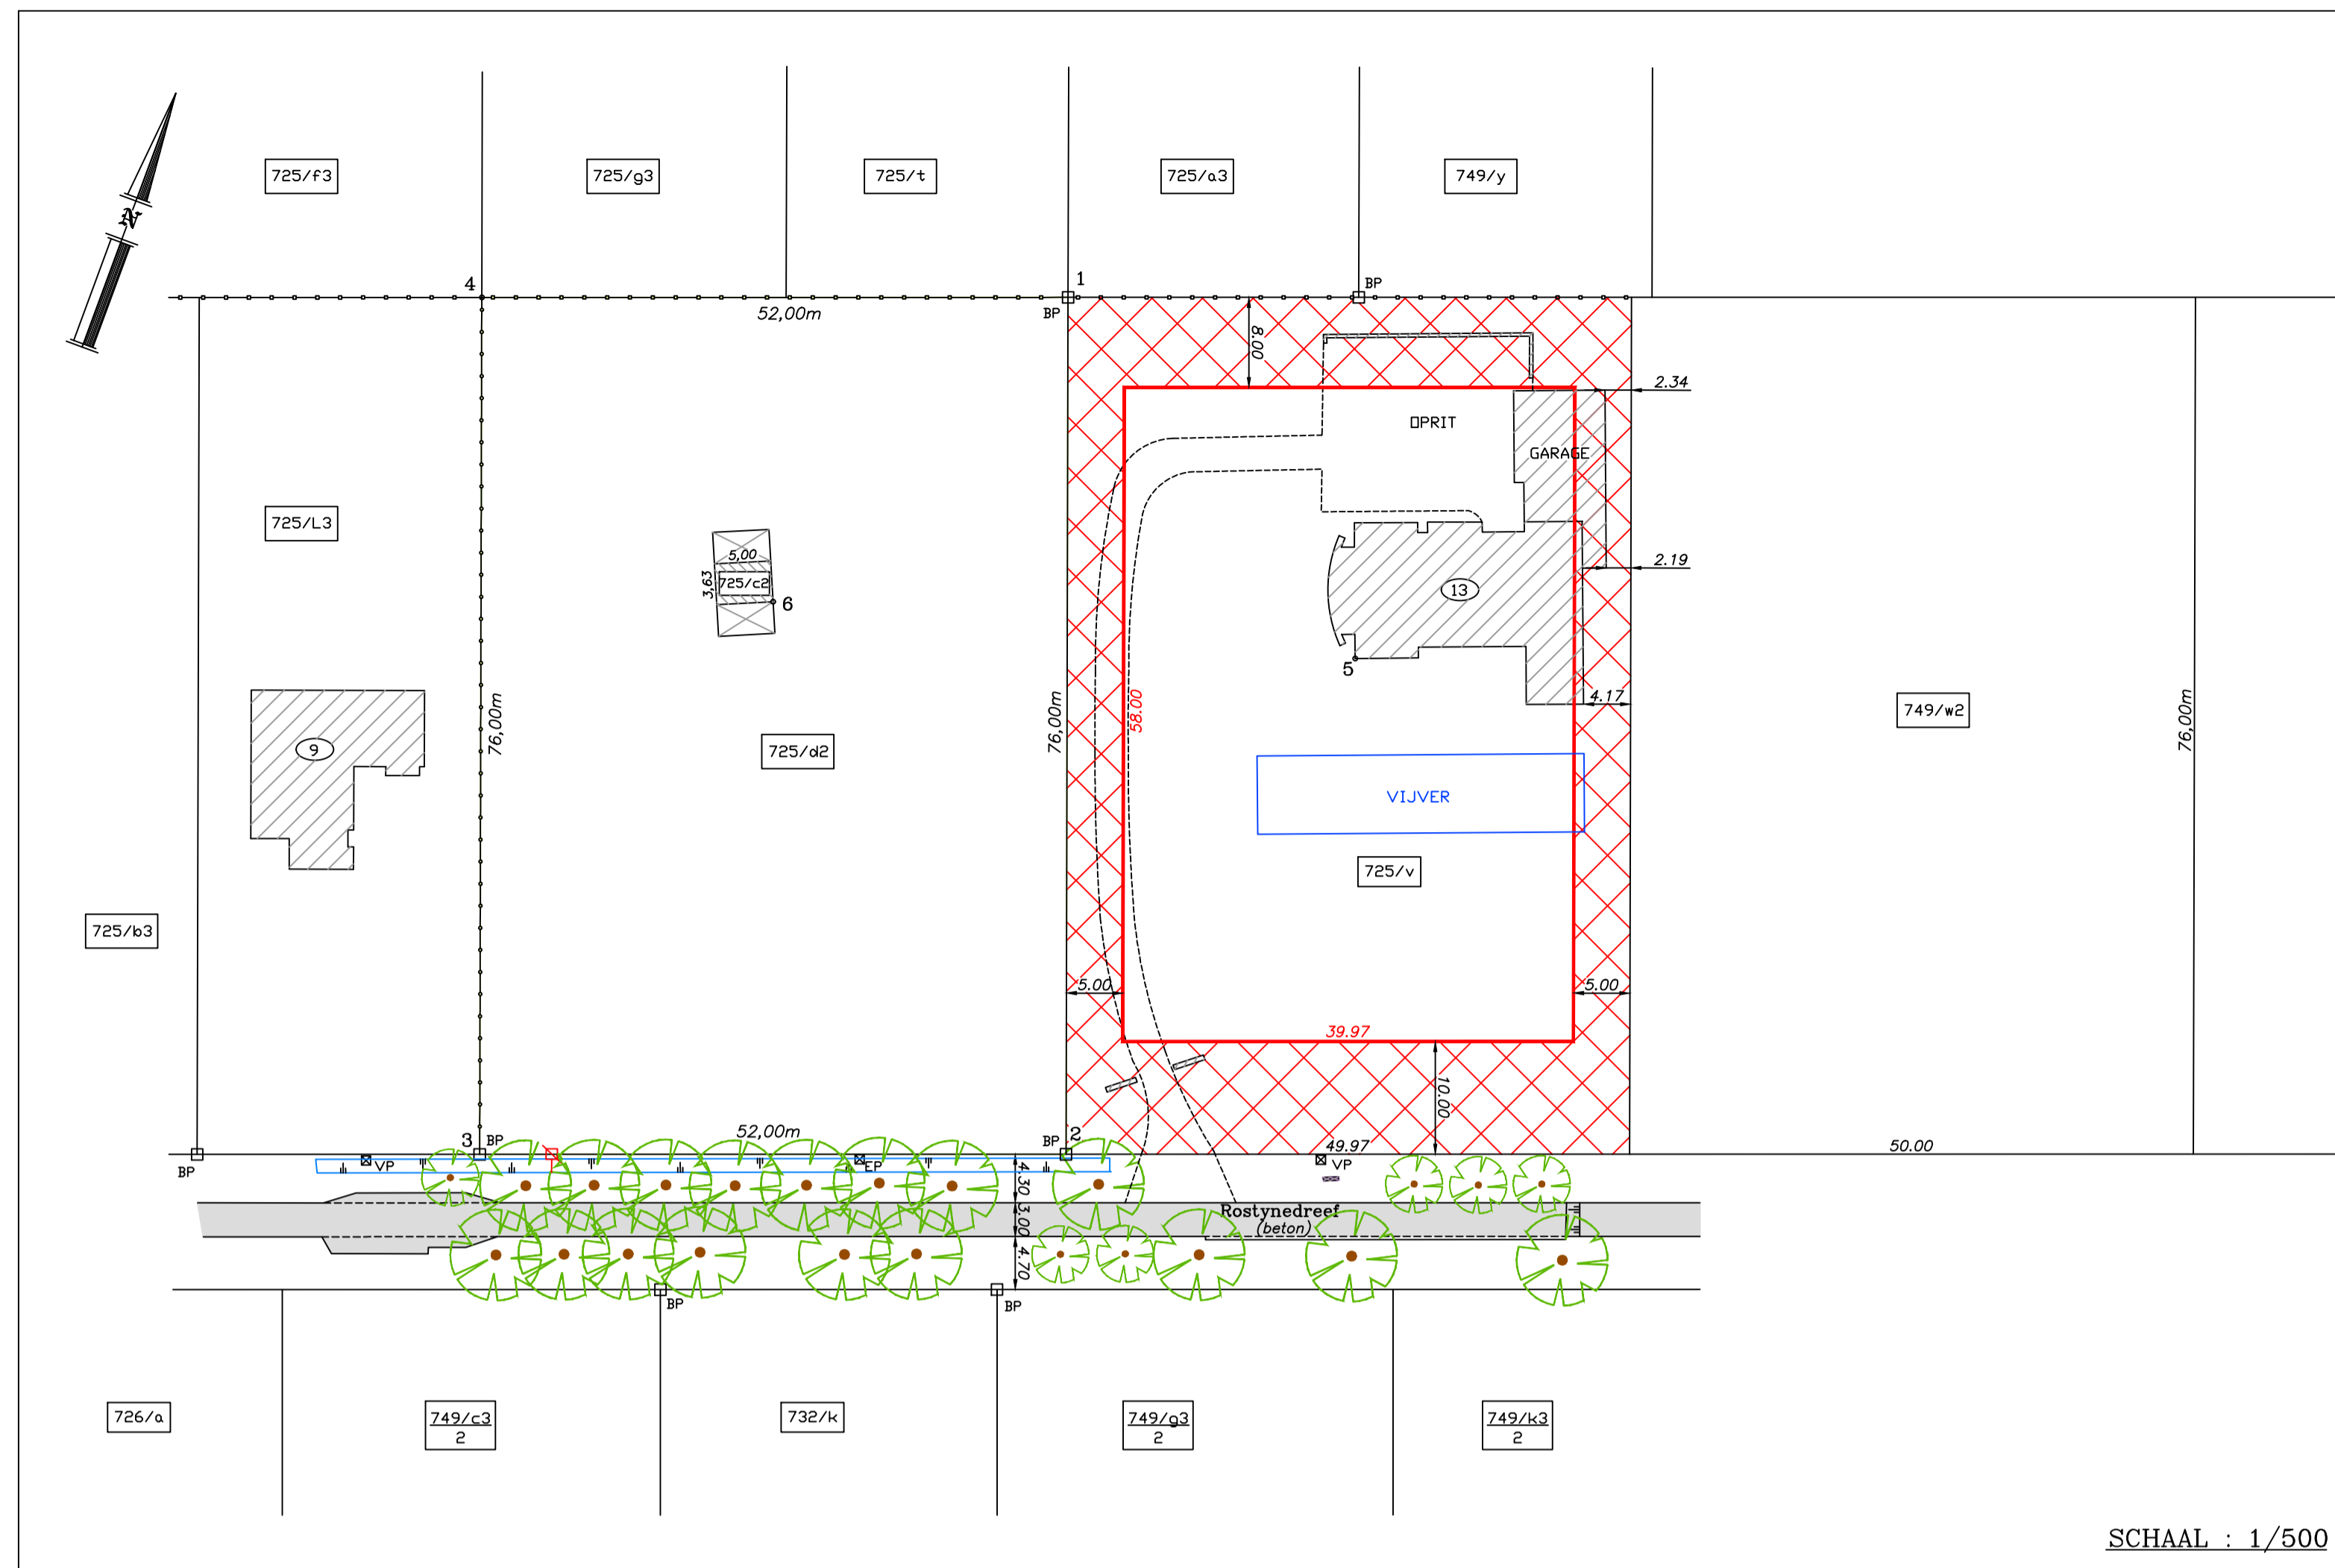 725/f3
725/g3
725/t
725/a3
749/y
N
4
1
BP
52,00m
BP
8.00
2.34
OPRIT
GARAGE
725/L3
5,00
3,63
725/c2
6
2.19
13
5
4.17
76,00m
76,00m
58.00
749/w2
76,00m
9
725/d2
VIJVER
725/v
725/b3
5.00
5.00
39.97
10.00
52,00m
3
BP
BP
2
49.97
50.00
BP
VP
EP
VP
4.30
3.00
4.70
Rostynedreef
(beton)
BP
BP
726/a
749/c3
2
732/k
749/g3
2
749/k3
2
SCHAAL : 1/500